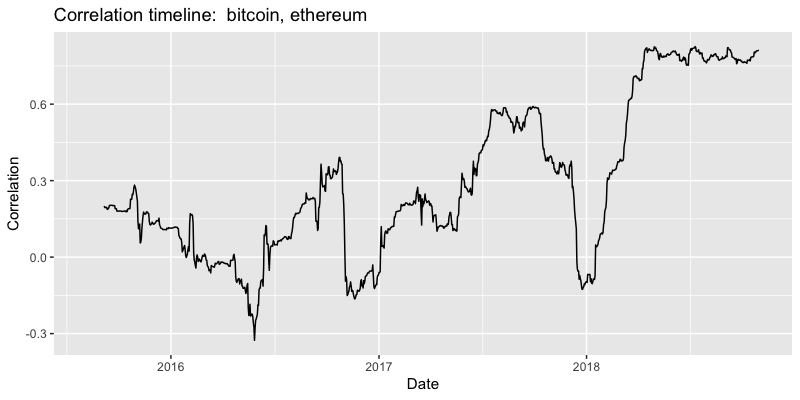 Correlation timeline:  bitcoin, ethereum
Correlation
0.6
0.3
0.0
-0.3
2016
2017
2018
Date